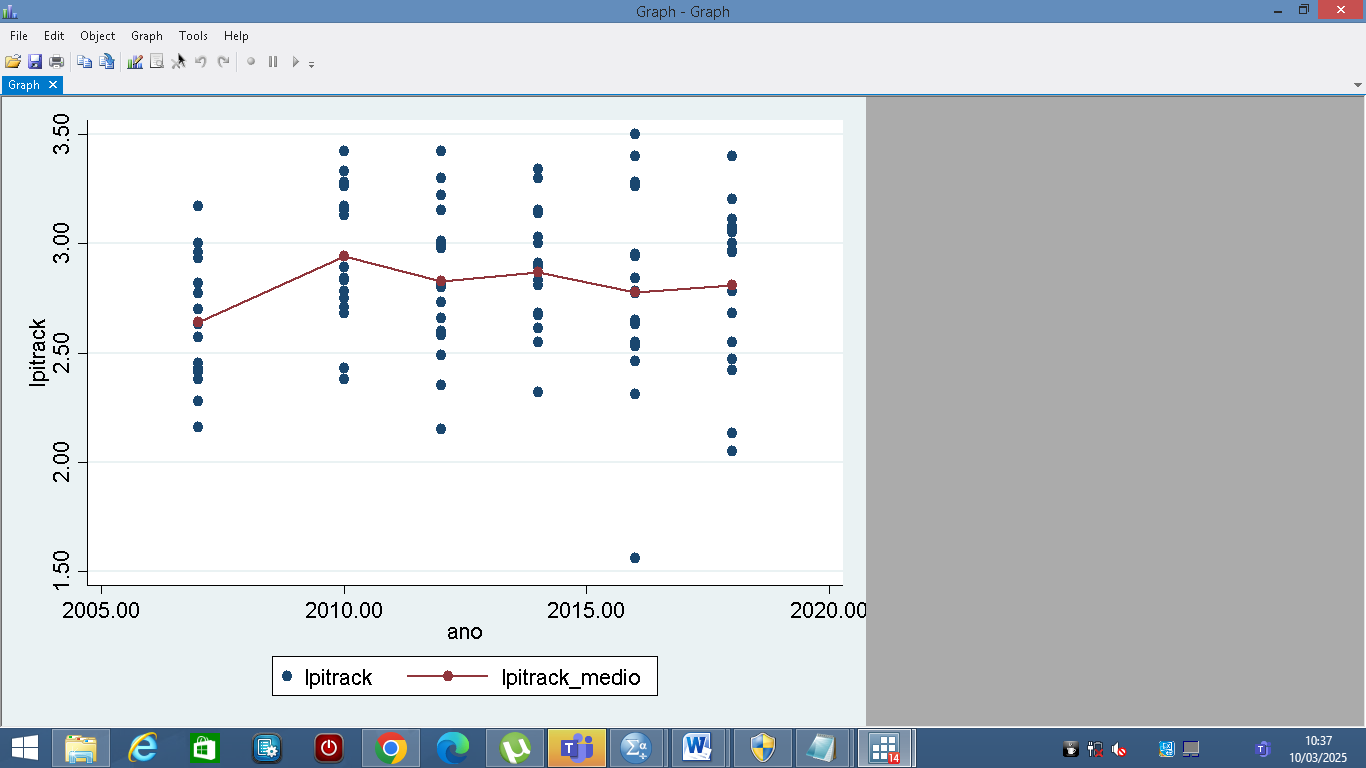 Graph - Graph
File Edit Object Graph Tools Help
Graph
3.50
3.00
2.50
2.00
1.50
lpitrack
2005.00 2010.00 2015.00 2020.00
ano
lpitrack lpitrack_medio
14
10:37
10/03/2025